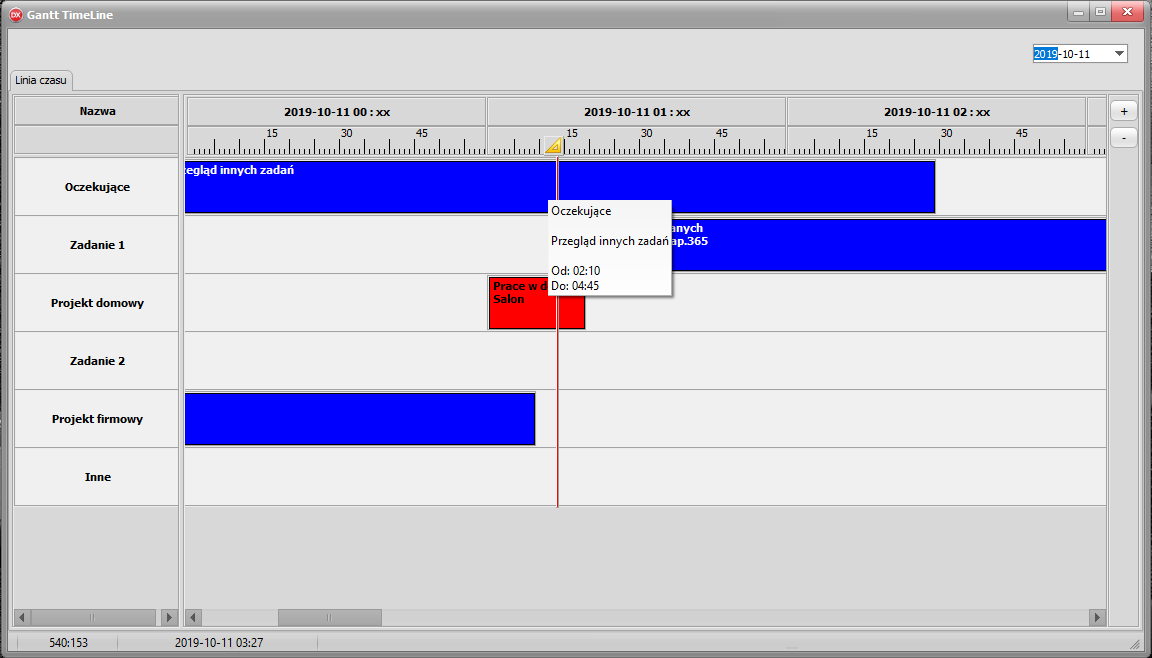 DX Gantt TimeLine
2019-10-11
Linia czasu
Nazwa
2019-10-11 00 : xx
2019-10-11 01 : xx
2019-10-11 02 : xx
+
15 30 45
15 30 45
15 30 45
-
Oczekujące
egląd innych zadań
Oczekujące
Przegląd innych zadań
Od: 02:10
Do: 04:45
Zadanie 1
anych
ap.365
Projekt domowy
Prace w d
Salon
Zadanie 2
Projekt firmowy
Inne
540:153
2019-10-11 03:27